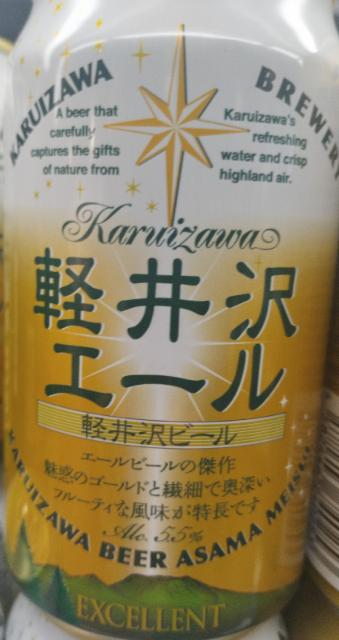 KARUIZAWA BREWERY
A beer that
carefully
captures the gifts
of nature from
Karuizawa's
refreshing
water and crisp
highland air.
Karuizawa
軽井沢
エール
軽井沢ビール
エールビールの傑作
魅惑のゴールドと繊細で奥深い
フルーティな風味が特長です
Alc. 5.5%
KARUIZAWA BEER ASAMA MEISUI
EXCELLENT